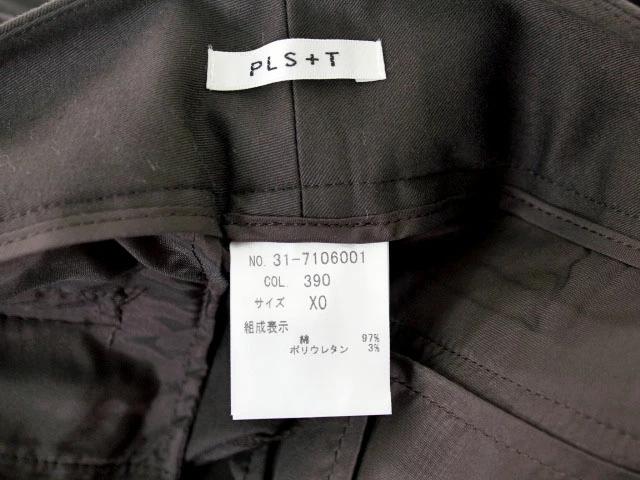 PLS+T
NO. 31-7106001
COL. 390
サイズ XO
組成表示
綿 97%
ポリウレタン 3%